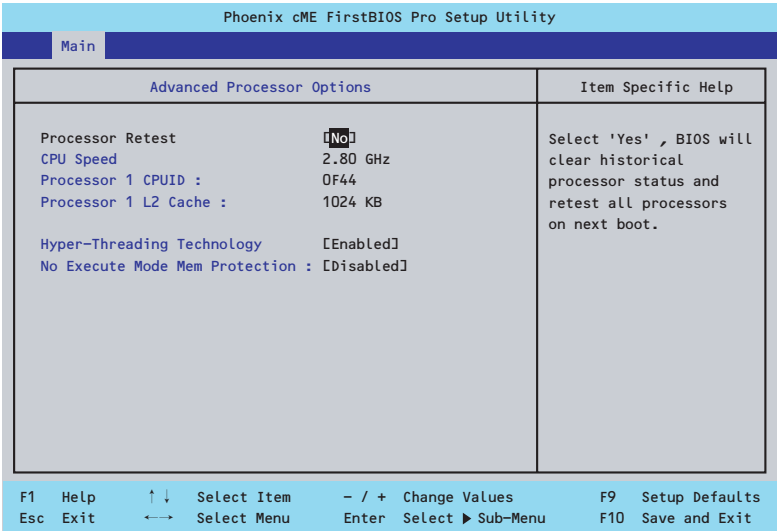 Phoenix cME FirstBIOS Pro Setup Utility
Main
Advanced Processor Options
Item Specific Help
Processor Retest [No]
CPU Speed 2.80 GHz
Processor 1 CPUID : 0F44
Processor 1 L2 Cache : 1024 KB
Hyper-Threading Technology [Enabled]
No Execute Mode Mem Protection : [Disabled]
Select 'Yes' , BIOS will
clear historical
processor status and
retest all processors
on next boot.
F1 Help ↑↓ Select Item - / + Change Values F9 Setup Defaults
Esc Exit ←→ Select Menu Enter Select ▶ Sub-Menu F10 Save and Exit